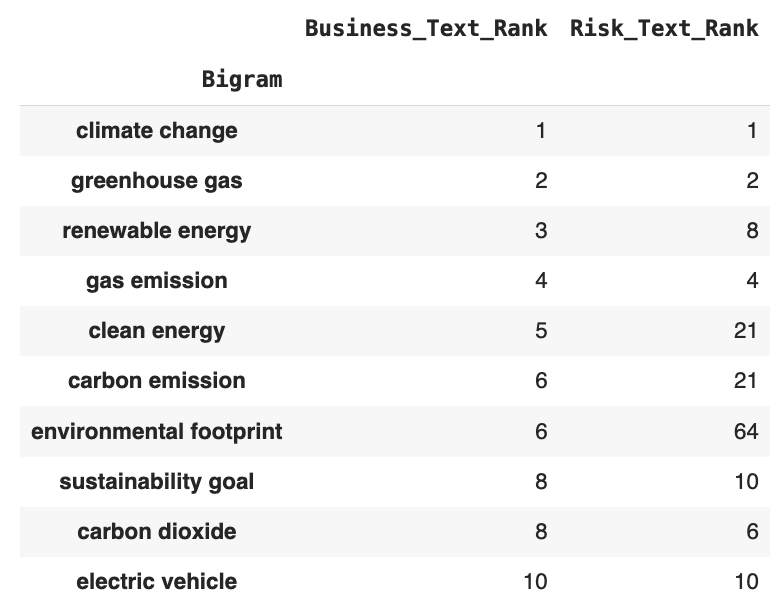 Business_Text_Rank Risk_Text_Rank
Bigram
climate change 1 1
greenhouse gas 2 2
renewable energy 3 8
gas emission 4 4
clean energy 5 21
carbon emission 6 21
environmental footprint 6 64
sustainability goal 8 10
carbon dioxide 8 6
electric vehicle 10 10